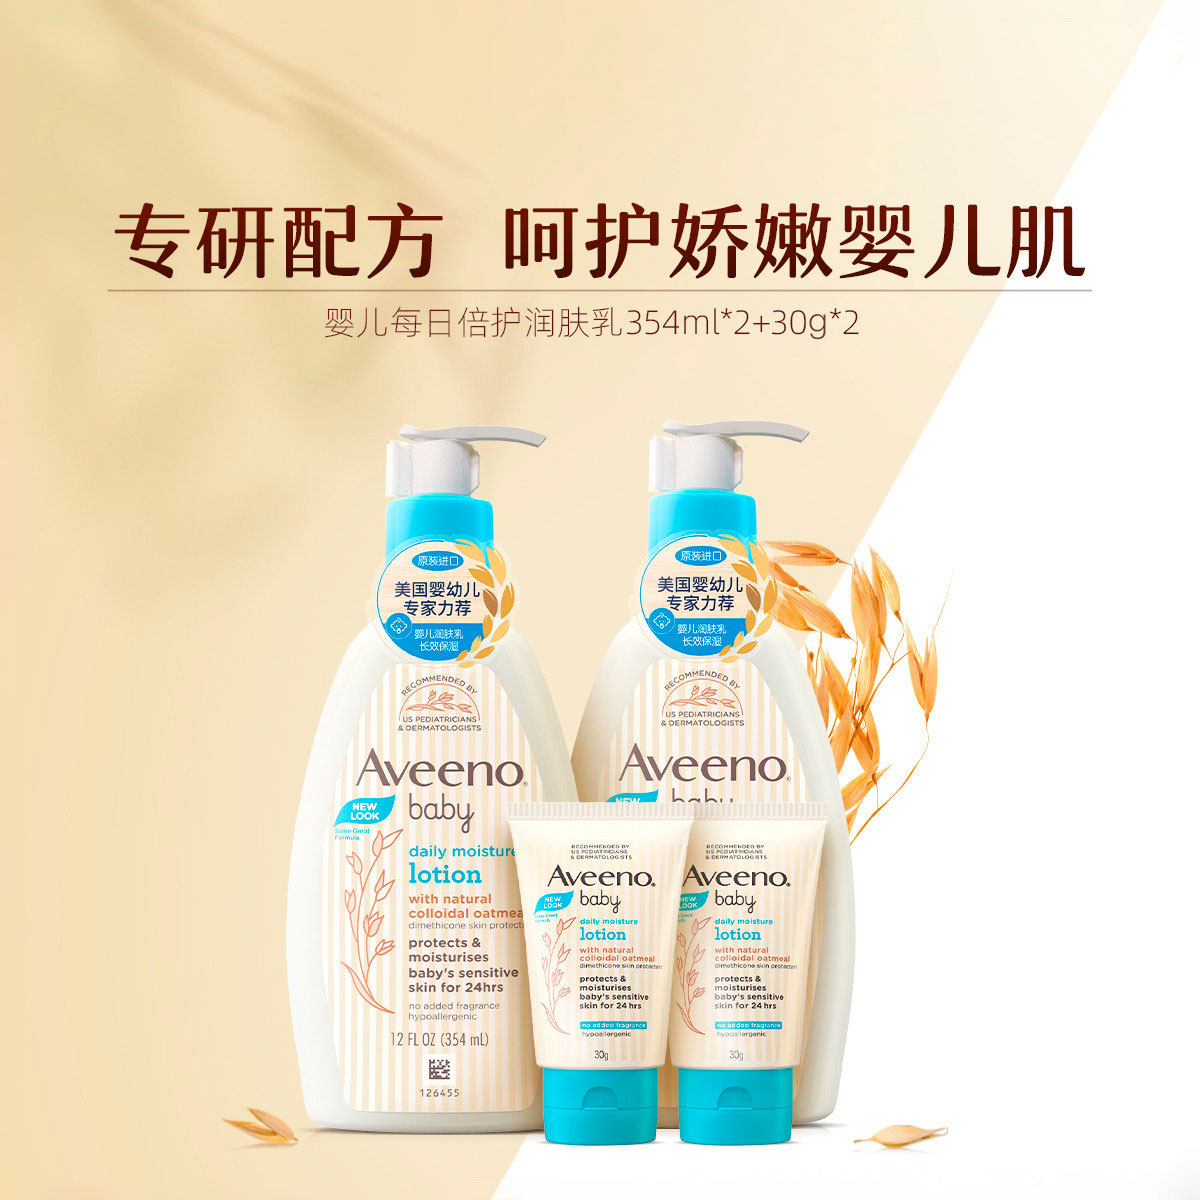 专研配方 呵护娇嫩婴儿肌
婴儿每日倍护润肤乳354ml*2+30g*2
原装进口
美国婴幼儿
专家力荐
婴儿润肤乳
长效保湿
RECOMMENDED BY
US PEDIATRICIANS
& DERMATOLOGISTS
Aveeno®
baby
NEW
LOOK
Same Great
Formula
daily moisture
lotion
with natural
colloidal oatmeal
dimethicone skin protecta
protects &
moisturises
baby's sensitive
skin for 24hrs
no added fragrance
hypoallergenic
12 FL OZ (354 mL)
126455
原装进口
美国婴幼儿
专家力荐
婴儿润肤乳
长效保湿
RECOMMENDED BY
US PEDIATRICIANS
& DERMATOLOGISTS
Aveeno®
baby
NEW
RECOMMENDED BY
US PEDIATRICIANS
& DERMATOLOGISTS
Aveeno®
baby
NEW
LOOK
Same Great
Formula
daily moisture
lotion
with natural
colloidal oatmeal
dimethicone skin protectant
protects &
moisturises
baby's sensitive
skin for 24 hrs
no added fragrance
hypoallergenic
30g
RECOMMENDED BY
US PEDIATRICIANS
& DERMATOLOGISTS
Aveeno®
baby
NEW
LOOK
daily moisture
lotion
with natural
colloidal oatmeal
dimethicone skin protectant
protects &
moisturises
baby's sensitive
skin for 24 hrs
no added fragrance
hypoallergenic
30g